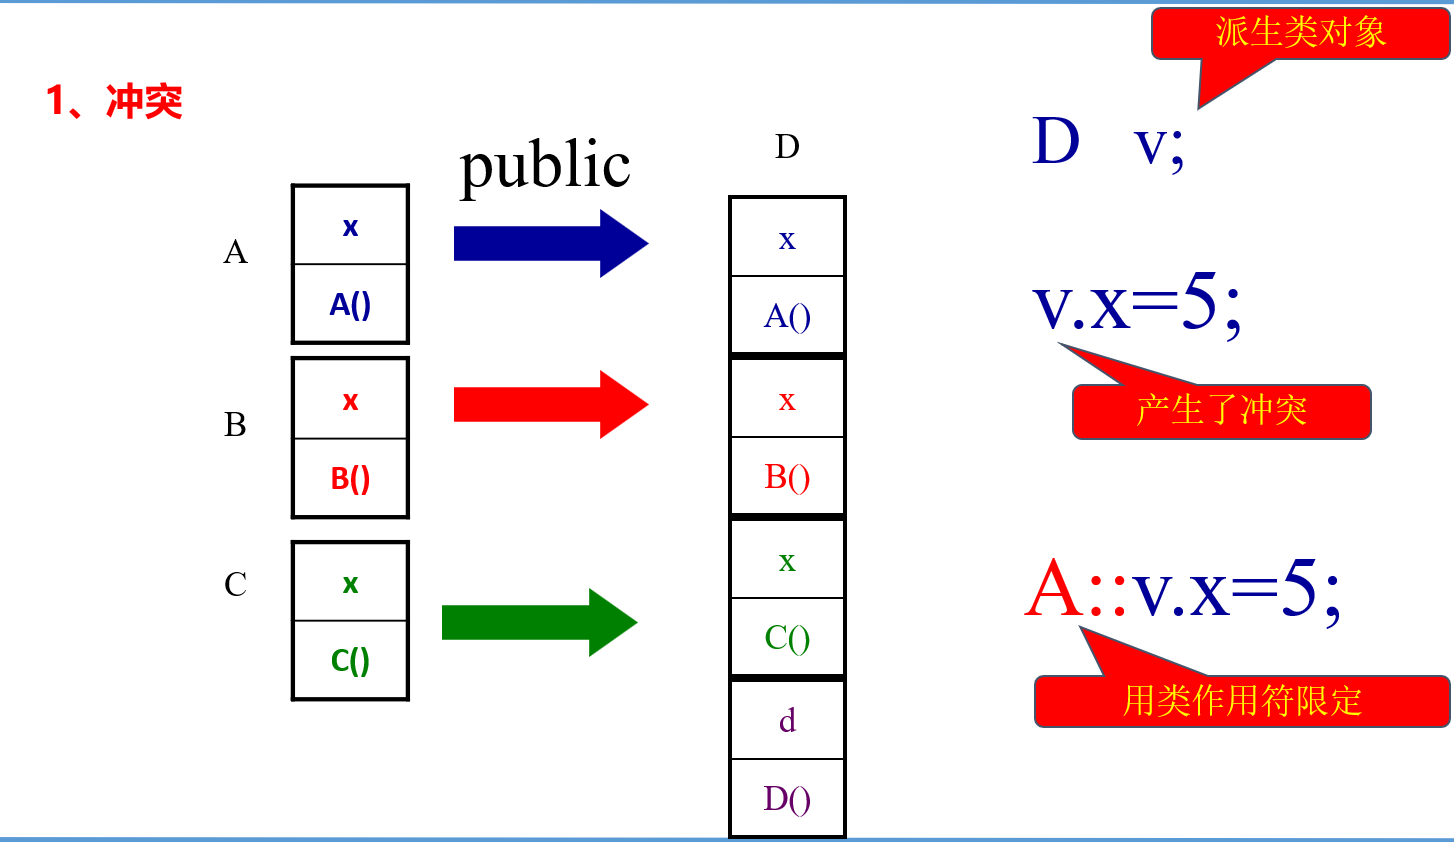 1、冲突
public
A
x
A()
B
x
B()
C
x
C()
D
x
A()
x
B()
x
C()
d
D()
派生类对象
D v;
v.x=5;
产生了冲突
A::v.x=5;
用类作用符限定